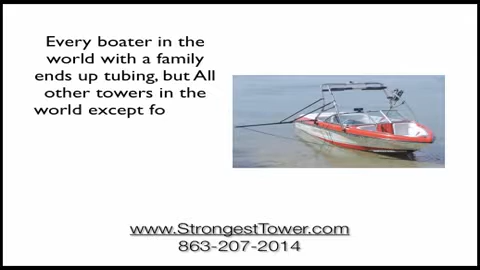 Every boater in the
world with a family
ends up tubing, but All
other towers in the
world except fo
www.StrongestTower.com
863-207-2014